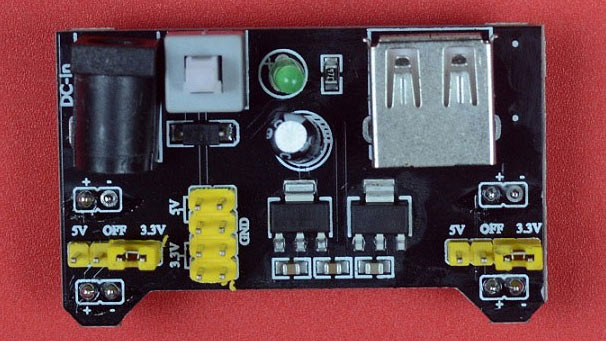 DC-In
5V
GND
3.3V
+ -
+ -
5V OFF 3.3V
5V OFF 3.3V
+ -
+ -